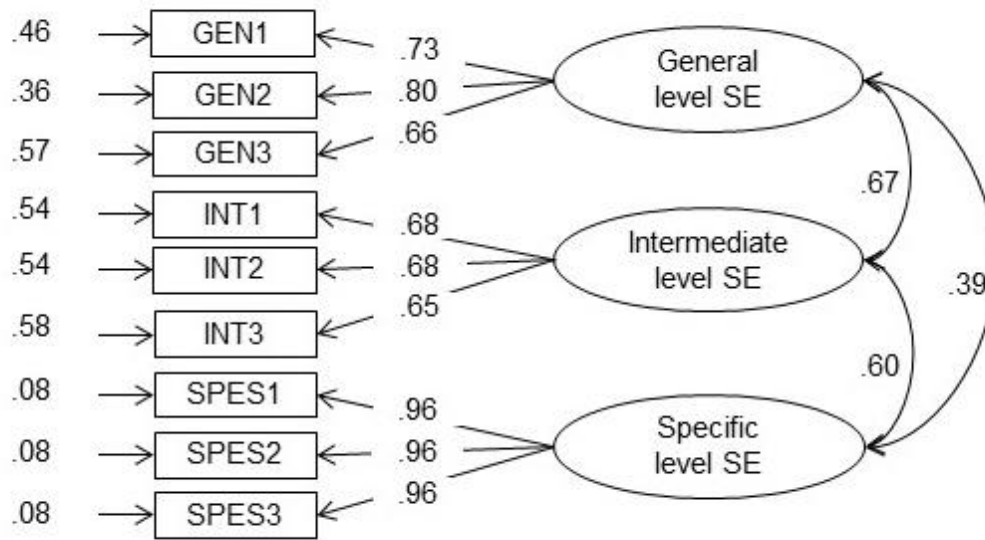 .46 GEN1 .73 General
level SE
.36 GEN2 .80
.57 GEN3 .66
.67
.54 INT1 .68 Intermediate
level SE
.54 INT2 .68
.39
.58 INT3 .65
.60
.08 SPES1 .96 Specific
level SE
.08 SPES2 .96
.08 SPES3 .96